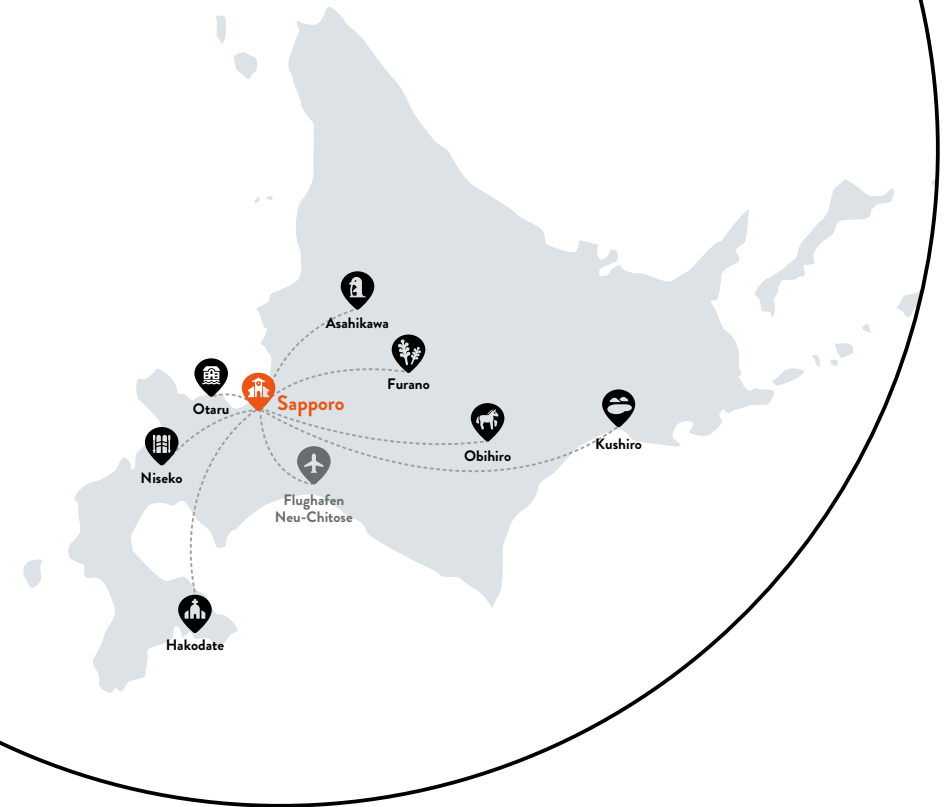 Asahikawa
Furano
Otaru
Sapporo
Obihiro
Kushiro
Niseko
Flughafen
Neu-Chitose
Hakodate